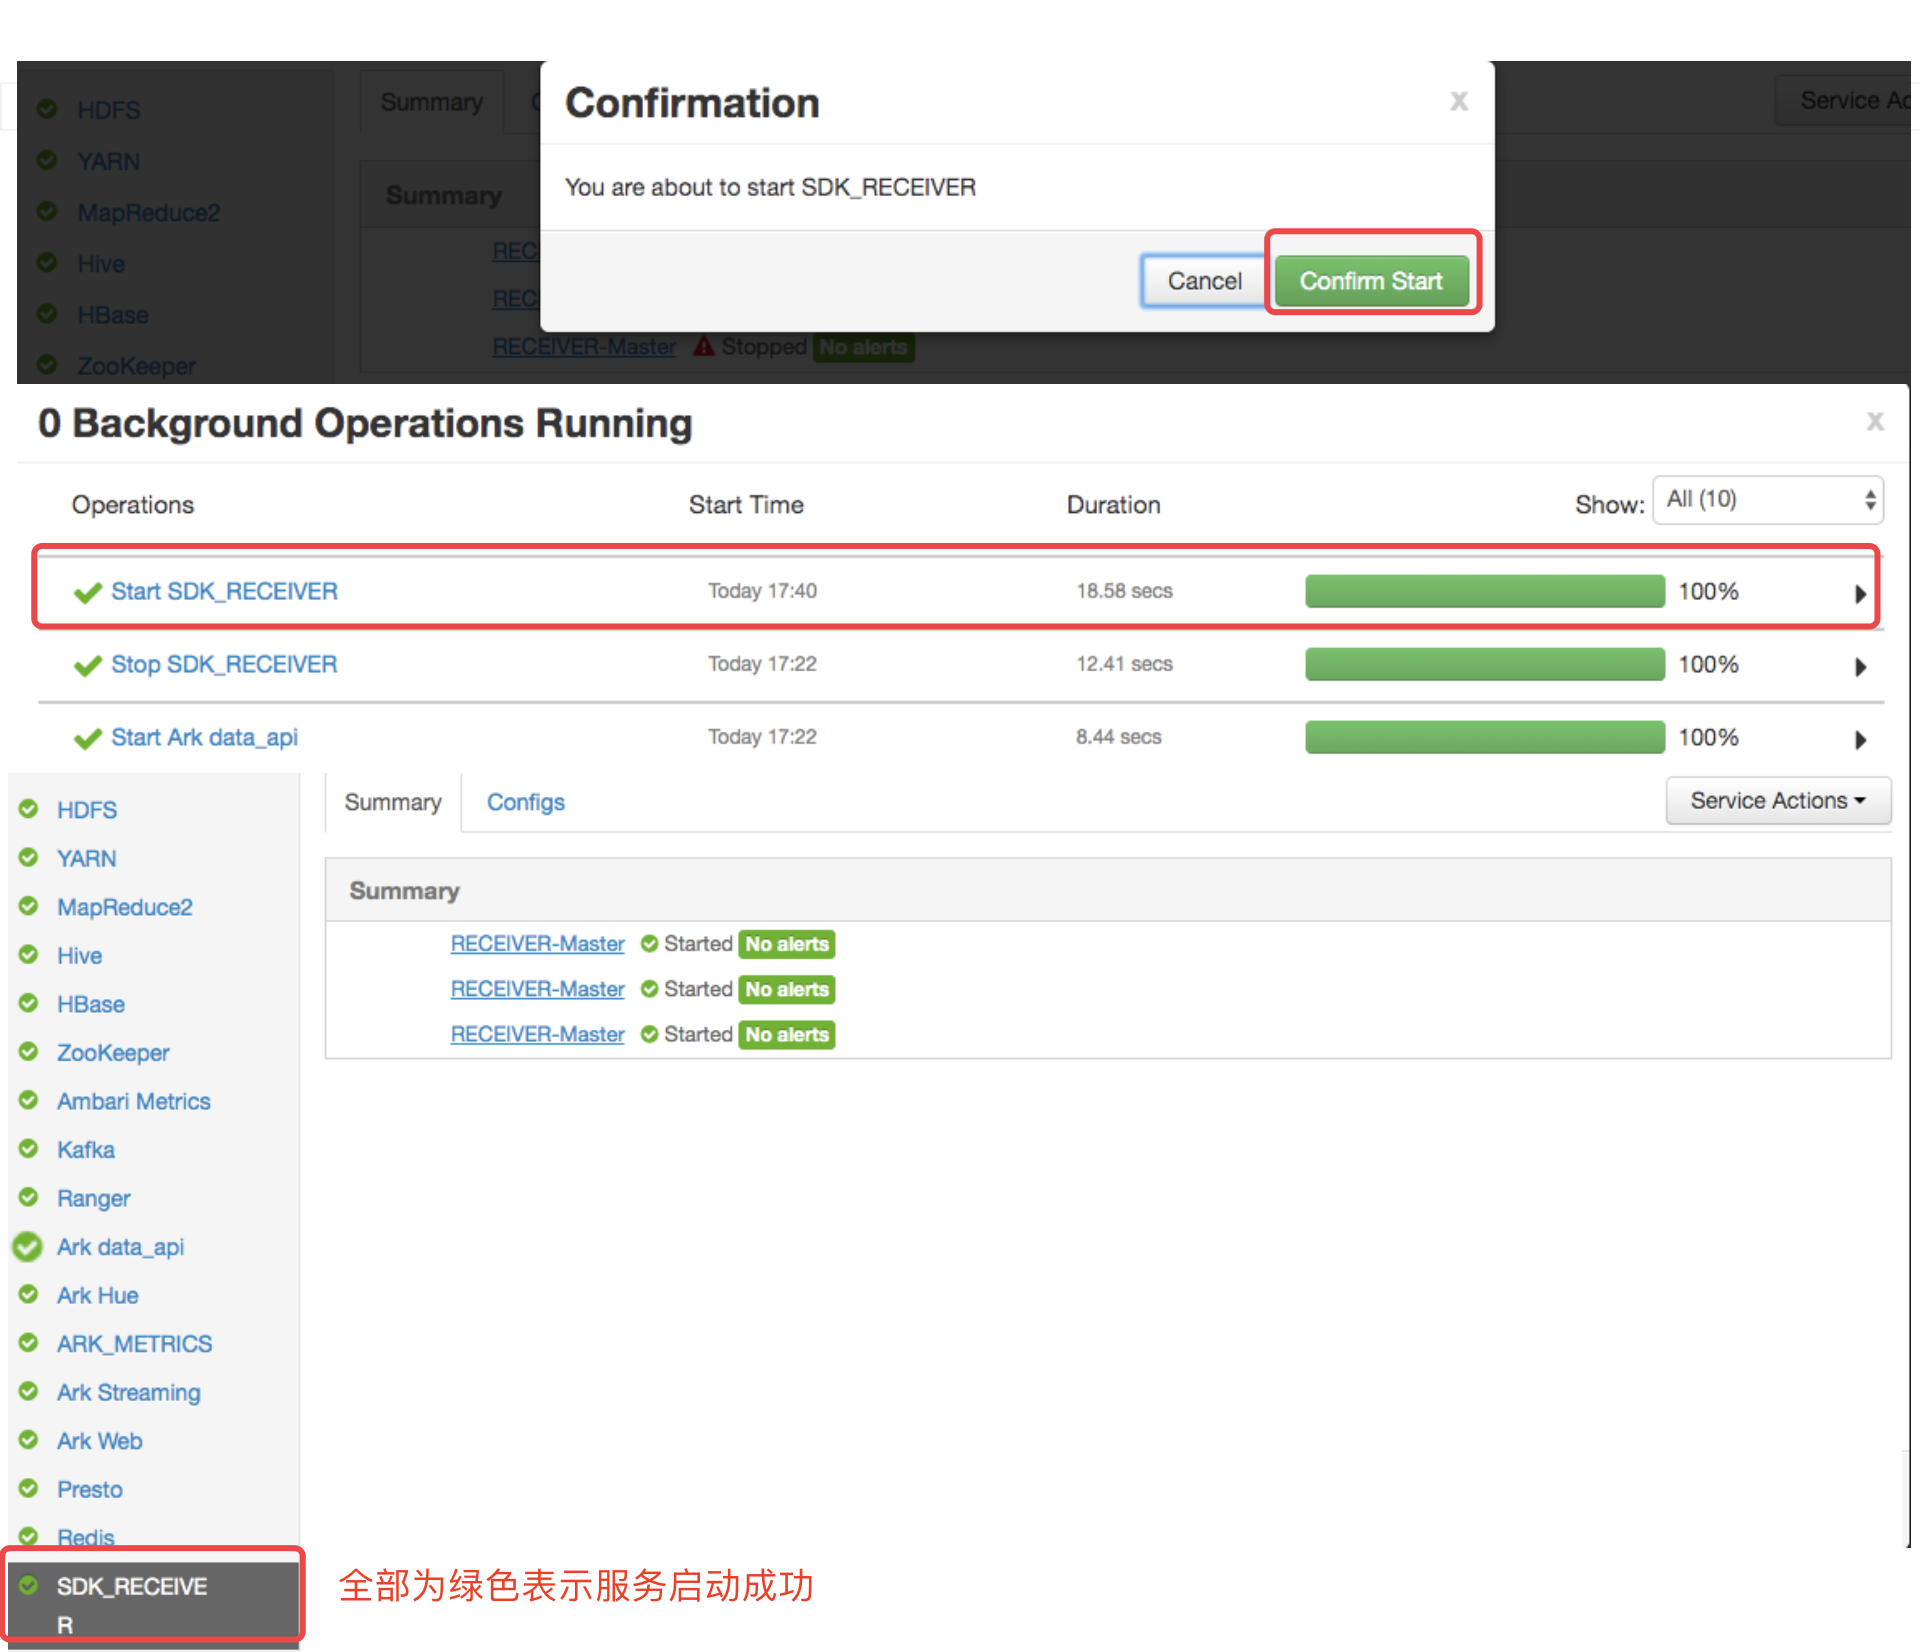 Confirmation
x
HDFS
Summary
Service Ac
YARN
You are about to start SDK_RECEIVER
MapReduce2
Summary
Hive
REC
Cancel
Confirm Start
HBase
REC
ZooKeeper
RECEIVER-Master Stopped No alerts
0 Background Operations Running
x
Operations Start Time Duration Show: All (10)
Start SDK_RECEIVER Today 17:40 18.58 secs 100%
Stop SDK_RECEIVER Today 17:22 12.41 secs 100%
Start Ark data_api Today 17:22 8.44 secs 100%
Summary Configs Service Actions
HDFS
YARN
MapReduce2
Hive
HBase
ZooKeeper
Ambari Metrics
Kafka
Ranger
Ark data_api
Ark Hue
ARK_METRICS
Ark Streaming
Ark Web
Presto
Redis
SDK_RECEIVE
R
Summary
RECEIVER-Master Started No alerts
RECEIVER-Master Started No alerts
RECEIVER-Master Started No alerts
全部为绿色表示服务启动成功